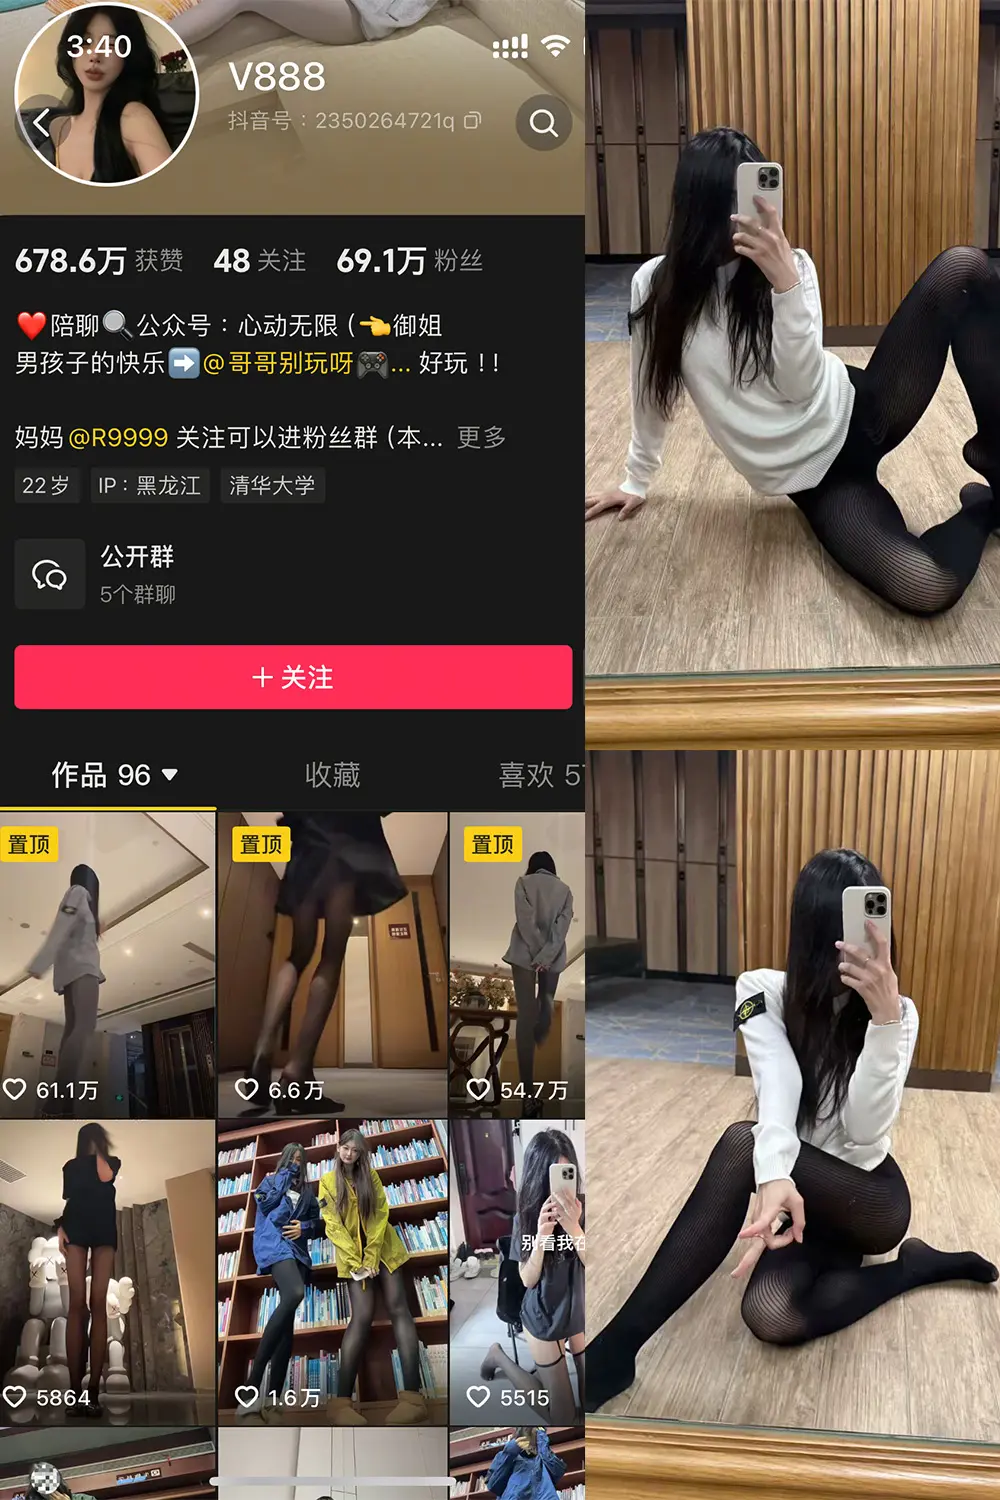 3:40
V888
抖音号：2350264721q
678.6万 获赞 48 关注 69.1万 粉丝
❤️陪聊🔍公众号：心动无限（👈御姐
男孩子的快乐➡️@哥哥别玩呀🎮... 好玩！！
妈妈@R9999 关注可以进粉丝群（本... 更多
22岁 IP：黑龙江 清华大学
公开群
5个群聊
＋关注
作品 96 收藏 喜欢 57
置顶 置顶 置顶
61.1万 6.6万 54.7万
别看我在
5864 1.6万 5515